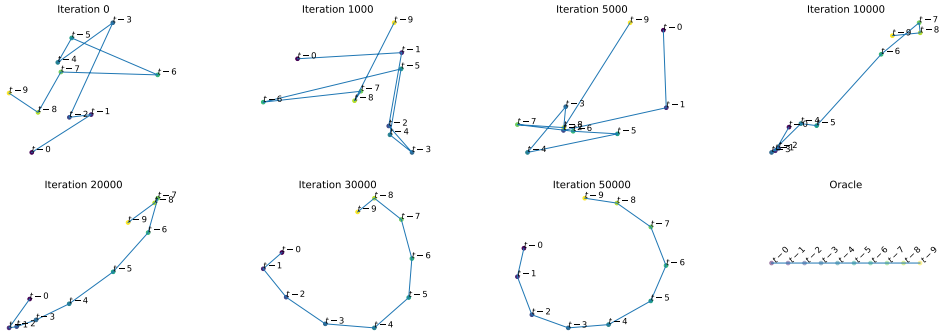 Iteration 0
t−3
t−5
t−4
t−7
t−6
t−9
t−8
t−2
t−1
t−0
Iteration 1000
t−9
t−1
t−0
t−5
t−7
t−6
t−8
t−2
t−4
t−3
Iteration 5000
t−9
t−0
t−3
t−1
t−7
t−8
t−6
t−5
t−4
Iteration 10000
t−7
t−9
t−8
t−6
t−0
t−4
t−5
t−2
Iteration 20000
t−7
t−8
t−9
t−6
t−5
t−0
t−4
t−3
t−2
Iteration 30000
t−8
t−9
t−7
t−0
t−6
t−1
t−2
t−5
t−3
t−4
Iteration 50000
t−9
t−8
t−7
t−0
t−6
t−1
t−5
t−2
t−3
t−4
Oracle
t−0
t−1
t−2
t−3
t−4
t−5
t−6
t−7
t−8
t−9